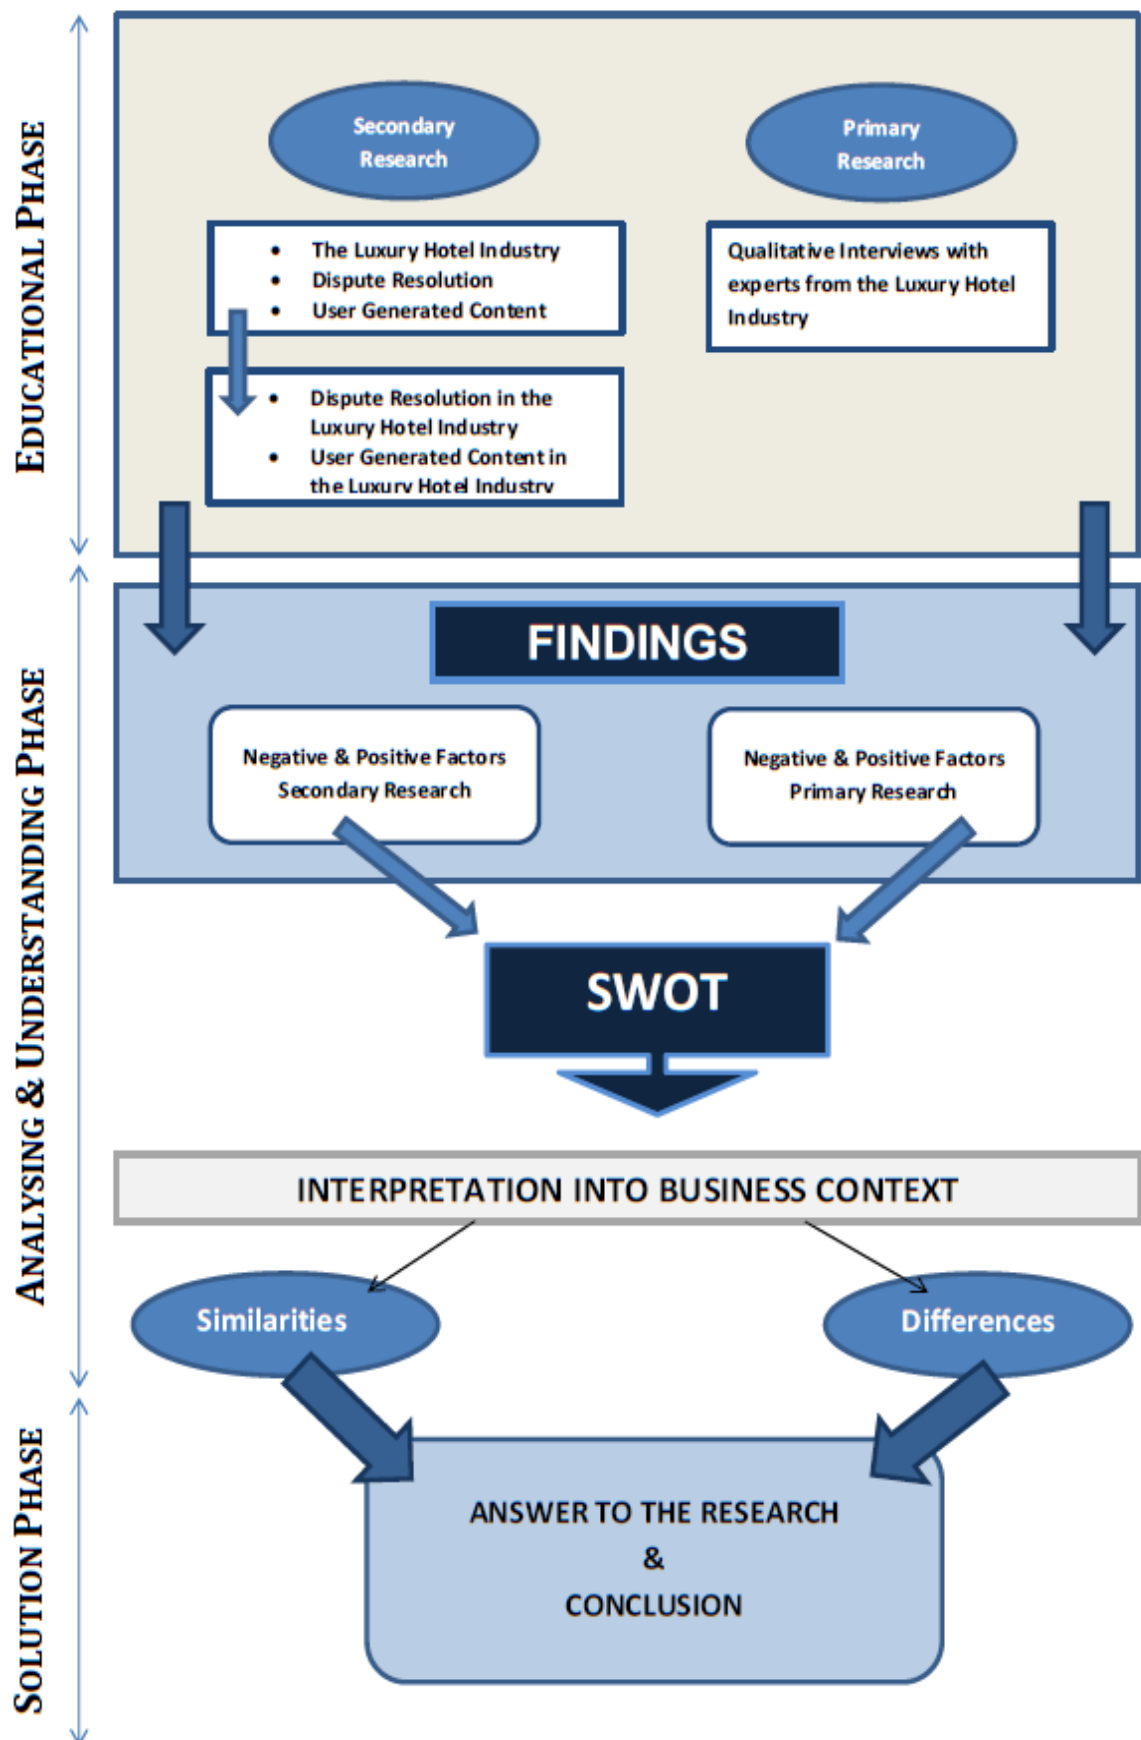 EDUCATIONAL PHASE
Secondary
Research
Primary
Research
• The Luxury Hotel Industry
• Dispute Resolution
• User Generated Content
Qualitative Interviews with
experts from the Luxury Hotel
Industry
• Dispute Resolution in the
Luxury Hotel Industry
• User Generated Content in
the Luxury Hotel Industry
ANALYSING & UNDERSTANDING PHASE
FINDINGS
Negative & Positive Factors
Secondary Research
Negative & Positive Factors
Primary Research
SWOT
INTERPRETATION INTO BUSINESS CONTEXT
Similarities
Differences
SOLUTION PHASE
ANSWER TO THE RESEARCH
&
CONCLUSION